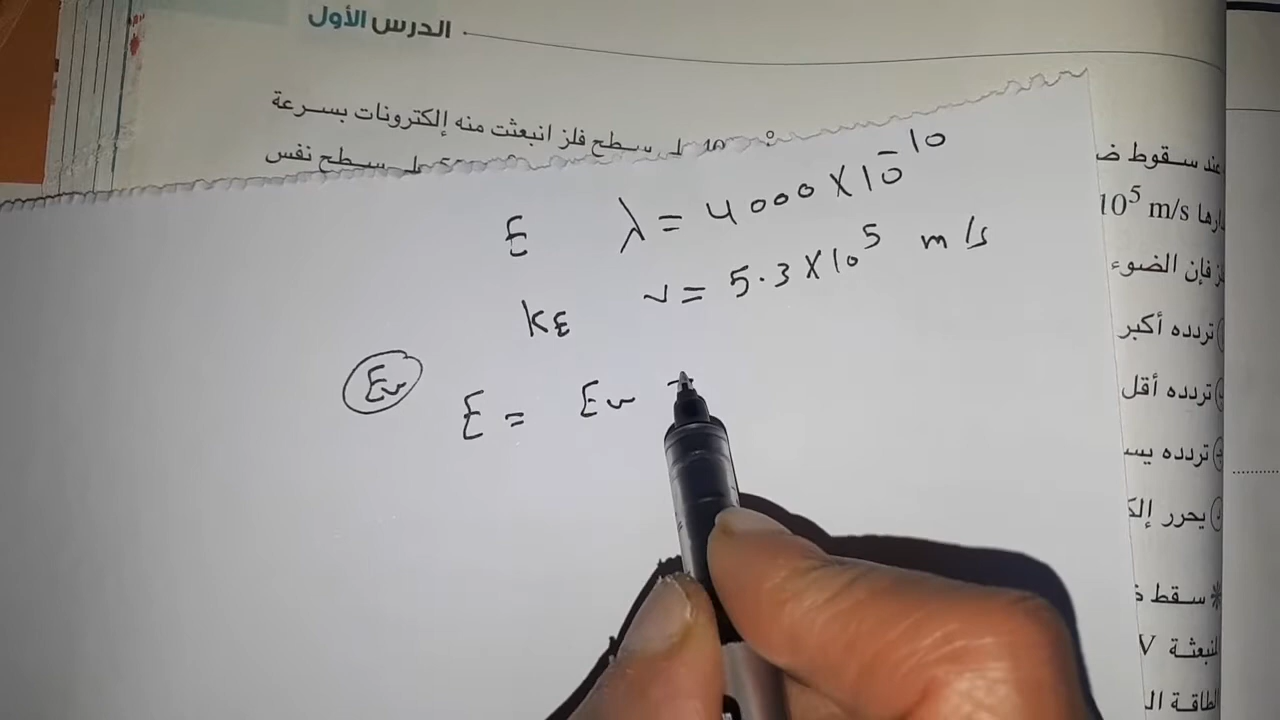 الدرس الأول
سطح فلز انبعثت منه إلكترونات بسرعة
سطح نفس
عند سقوط
10⁵ m/s
فإن الضوء
تردده أكبر
تردده أقل
تردده
يحرر
* سقط
V
الطاقة
E λ = 4000 X 10⁻¹⁰
KE v = 5.3 X 10⁵ m/s
Ew E = Ew